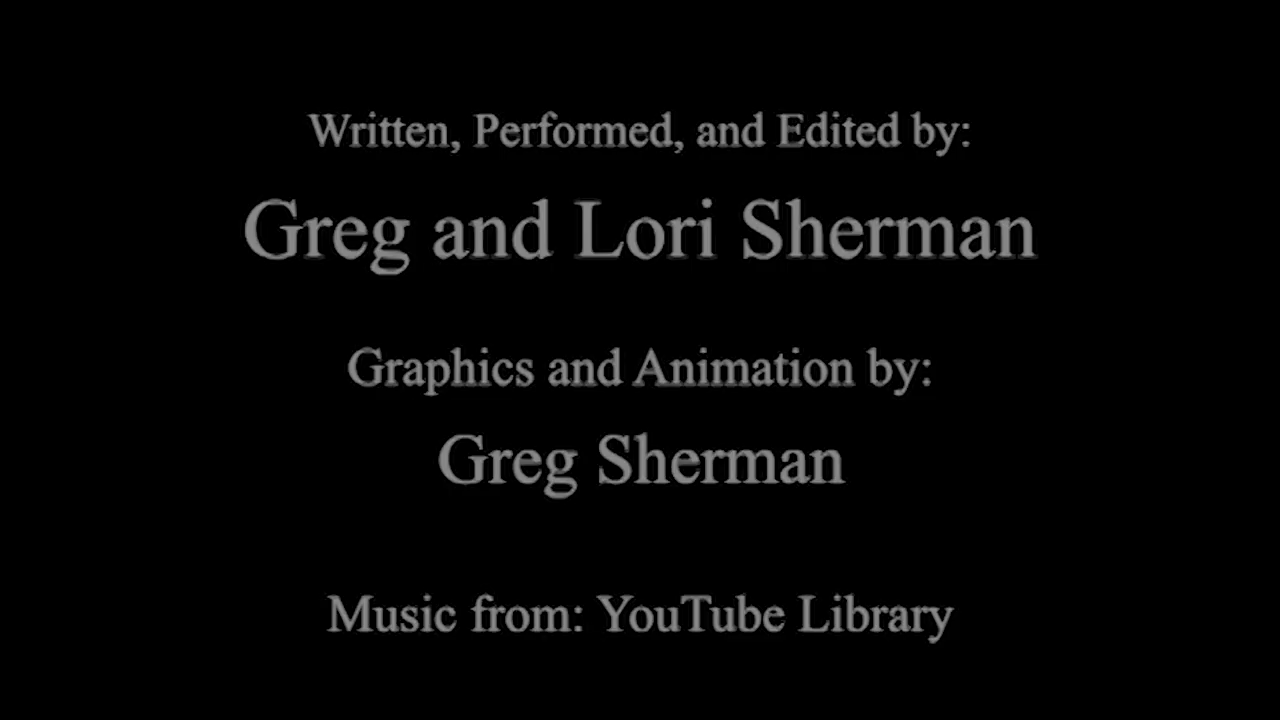 Written, Performed, and Edited by:
Greg and Lori Sherman
Graphics and Animation by:
Greg Sherman
Music from: YouTube Library